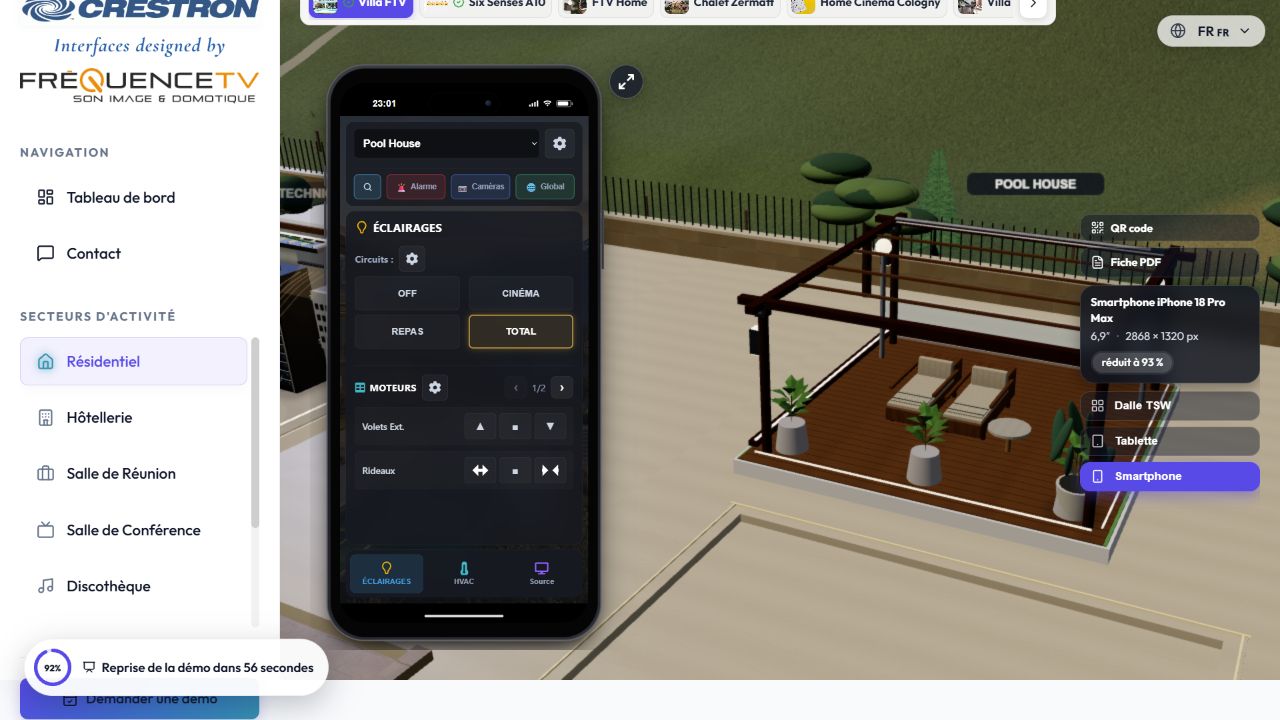 CRESTRON
Interfaces designed by
FRÉQUENCETV
SON IMAGE & DOMOTIQUE
NAVIGATION
Tableau de bord
Contact
SECTEURS D'ACTIVITÉ
Résidentiel
Hôtellerie
Salle de Réunion
Salle de Conférence
Discothèque
92%
Reprise de la démo dans 56 secondes
Demander une démo
Villa FTV
Six Senses A10
FTV Home
Chalet Zermatt
Home Cinema Cologny
Villa
FR FR
23:01
Pool House
Alarme
Caméras
Global
ÉCLAIRAGES
Circuits :
OFF
CINÉMA
REPAS
TOTAL
MOTEURS
1/2
Volets Ext.
Rideaux
ÉCLAIRAGES
HVAC
Source
POOL HOUSE
QR code
Fiche PDF
Smartphone iPhone 18 Pro
Max
6,9" · 2868 × 1320 px
réduit à 93 %
Dalle TSW
Tablette
Smartphone